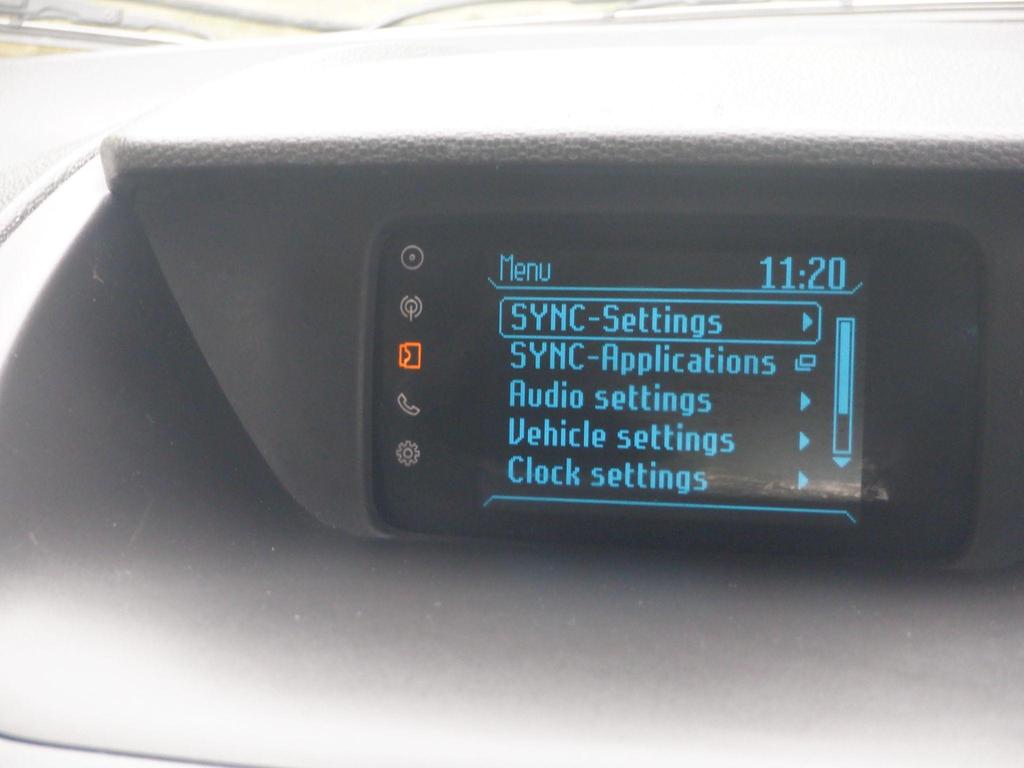 Menu 11:20
SYNC-Settings
SYNC-Applications
Audio settings
Vehicle settings
Clock settings